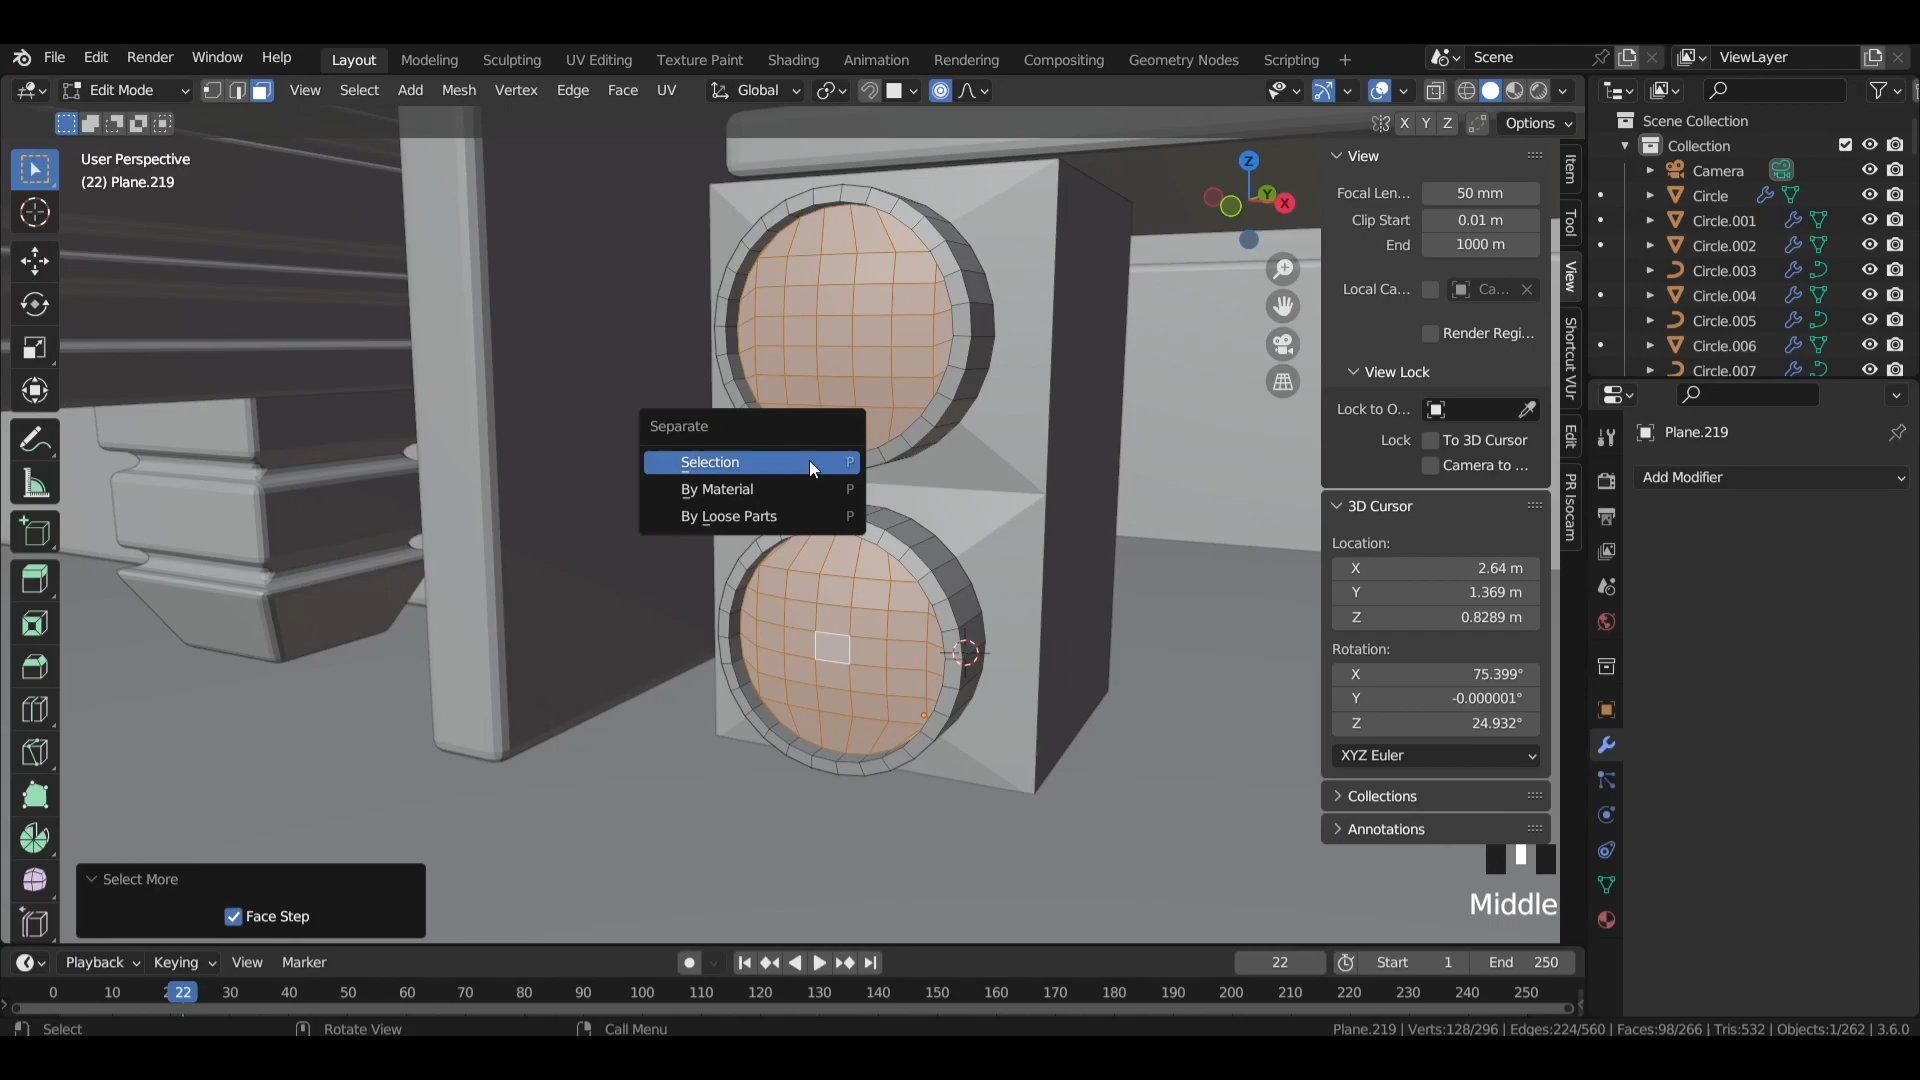 File Edit Render Window Help Layout Modeling Sculpting UV Editing Texture Paint Shading Animation Rendering Compositing Geometry Nodes Scripting + Scene ViewLayer
Edit Mode View Select Add Mesh Vertex Edge Face UV Global
X Y Z Options
User Perspective
(22) Plane.219
Z
Y
X
View
Focal Len... 50 mm
Clip Start 0.01 m
End 1000 m
Local Ca... Ca...
Render Regi...
View Lock
Lock to O...
Lock To 3D Cursor
Camera to ...
3D Cursor
Location:
X 2.64 m
Y 1.369 m
Z 0.8289 m
Rotation:
X 75.399°
Y -0.000001°
Z 24.932°
XYZ Euler
Collections
Annotations
Item
Tool
View
Shortcut VUr
Edit
PR Isocam
Separate
Selection P
By Material P
By Loose Parts P
Scene Collection
Collection
Camera
Circle
Circle.001
Circle.002
Circle.003
Circle.004
Circle.005
Circle.006
Circle.007
Plane.219
Add Modifier
Select More
Face Step
Middle
Playback Keying View Marker 22 Start 1 End 250
0 10 22 30 40 50 60 70 80 90 100 110 120 130 140 150 160 170 180 190 200 210 220 230 240 250
Select Rotate View Call Menu Plane.219 | Verts:128/296 | Edges:224/560 | Faces:98/266 | Tris:532 | Objects:1/262 | 3.6.0